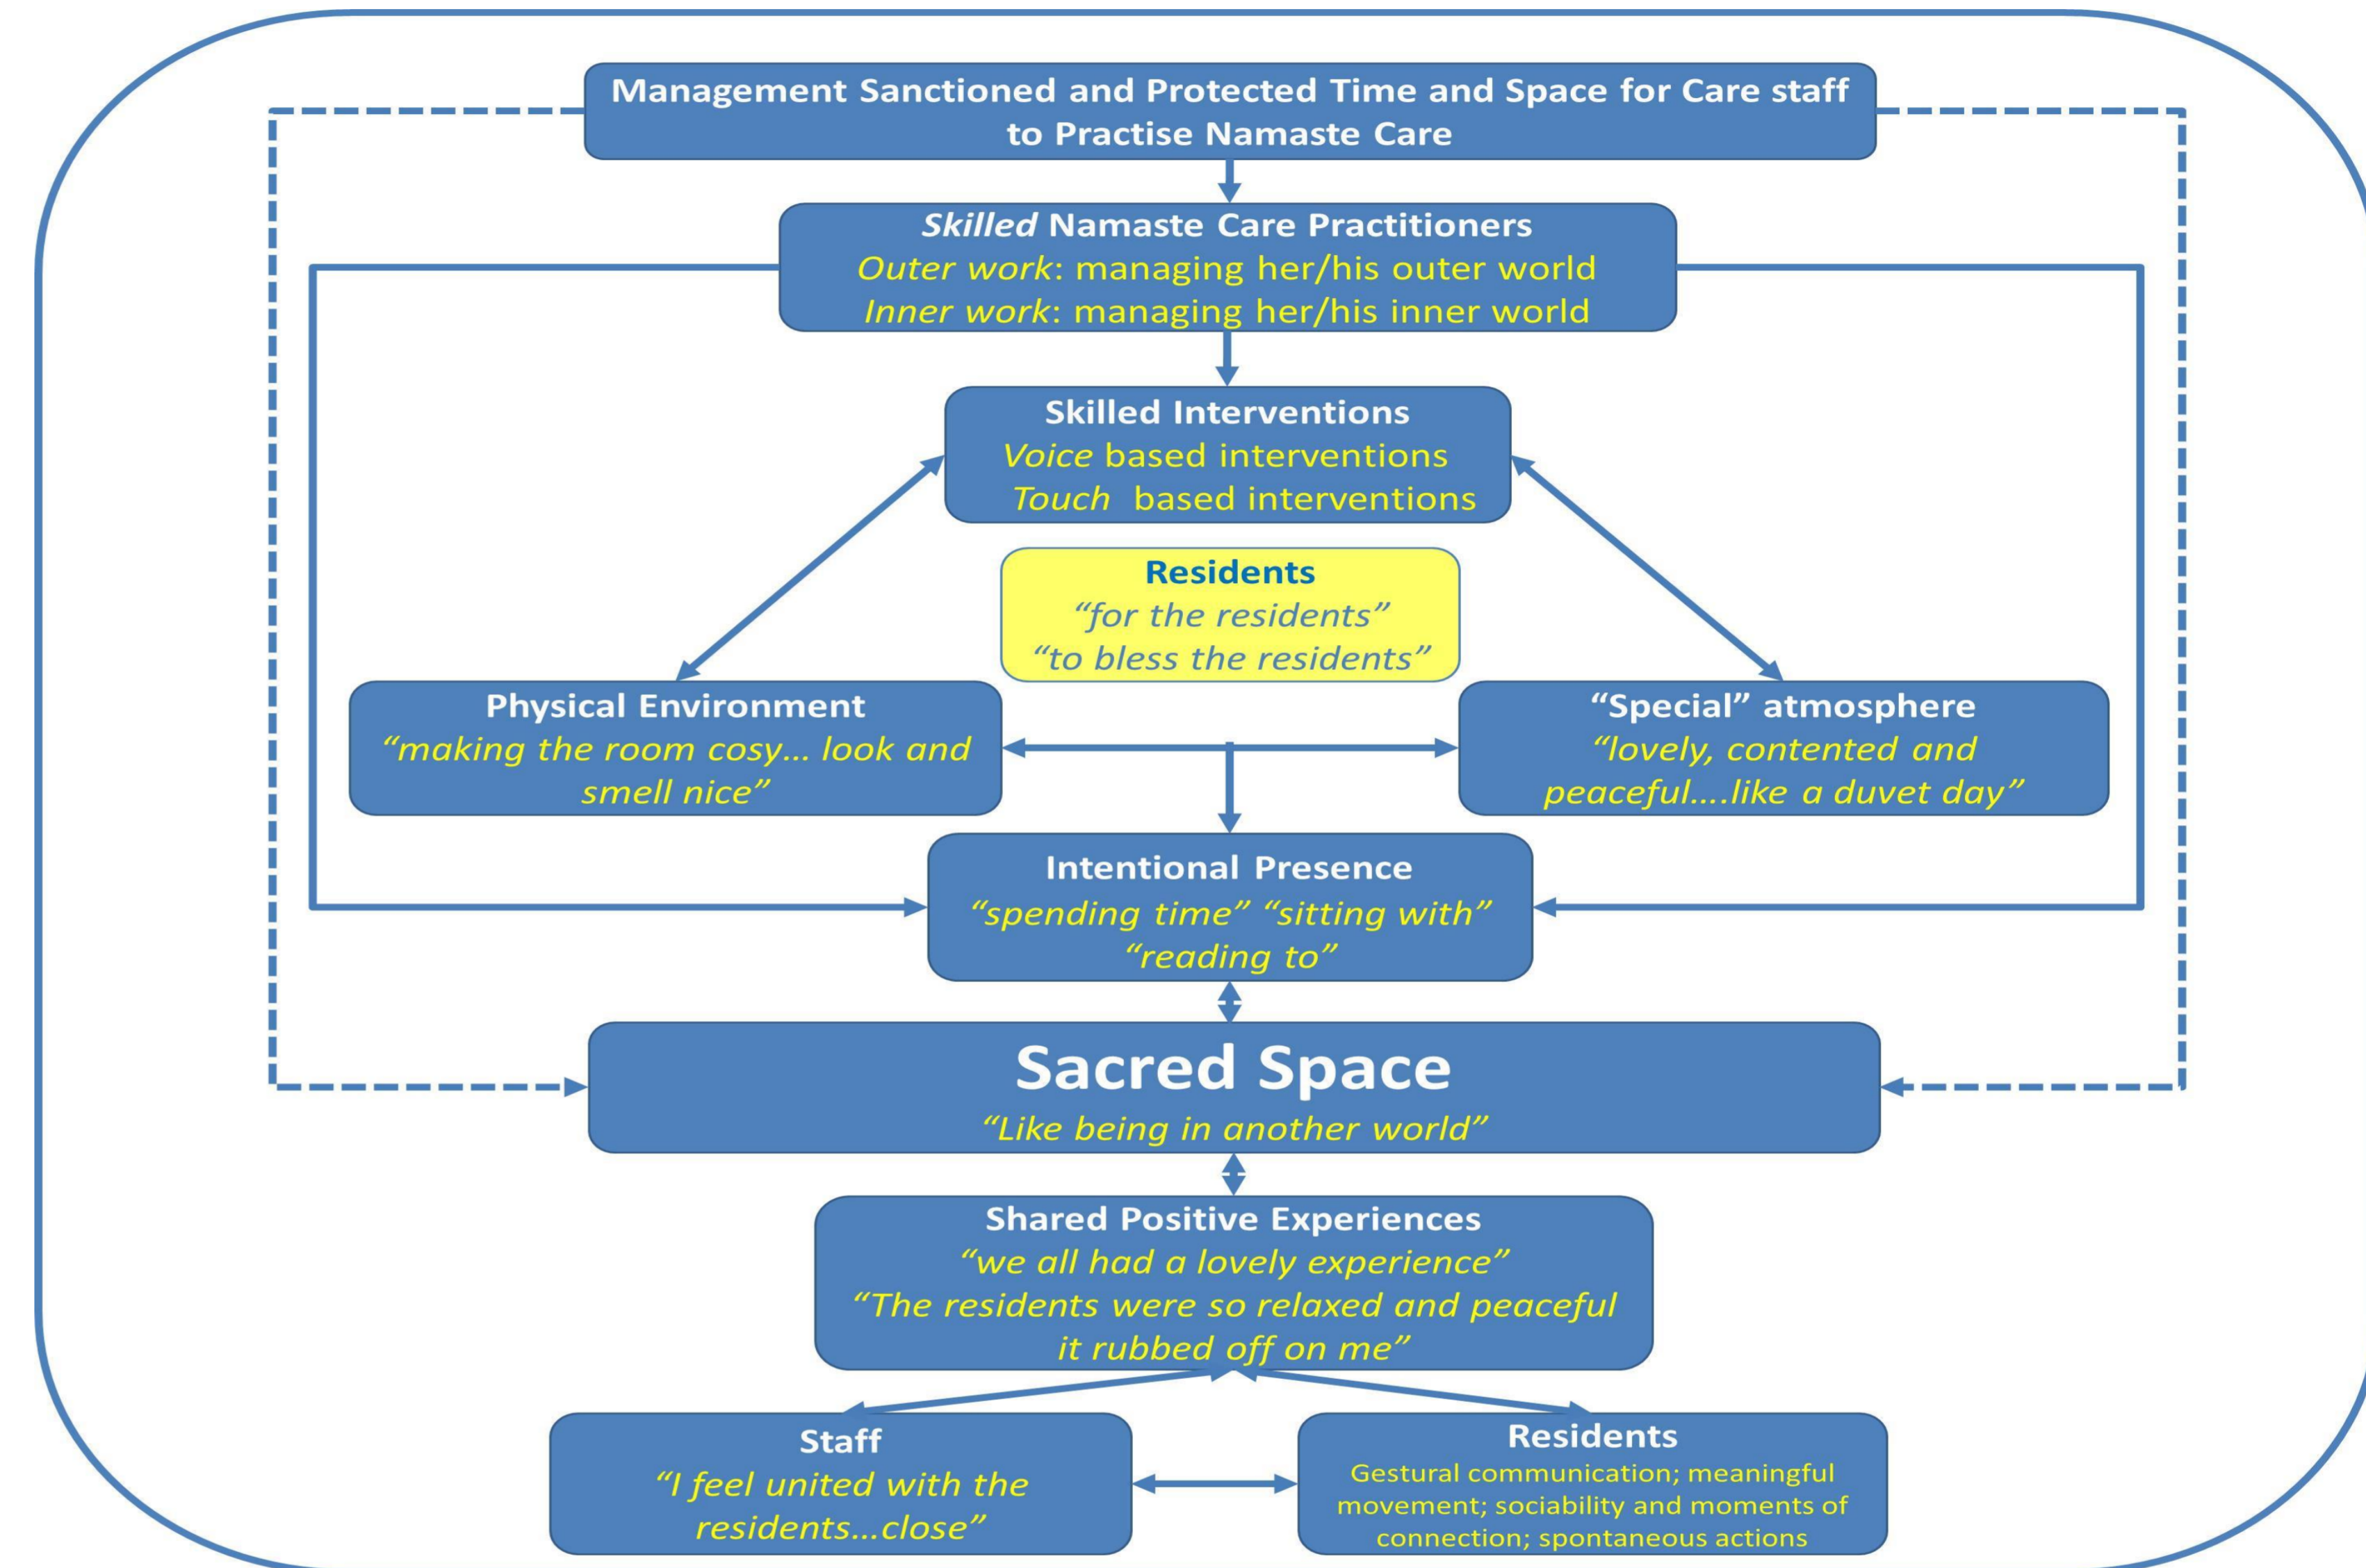 Management Sanctioned and Protected Time and Space for Care staff
to Practise Namaste Care
Skilled Namaste Care Practitioners
Outer work: managing her/his outer world
Inner work: managing her/his inner world
Skilled Interventions
Voice based interventions
Touch based interventions
Residents
“for the residents”
“to bless the residents”
Physical Environment
“making the room cosy... look and
smell nice”
“Special” atmosphere
“lovely, contented and
peaceful....like a duvet day”
Intentional Presence
“spending time” “sitting with”
“reading to”
Sacred Space
“Like being in another world”
Shared Positive Experiences
“we all had a lovely experience”
“The residents were so relaxed and peaceful
it rubbed off on me”
Staff
“I feel united with the
residents...close”
Residents
Gestural communication; meaningful
movement; sociability and moments of
connection; spontaneous actions